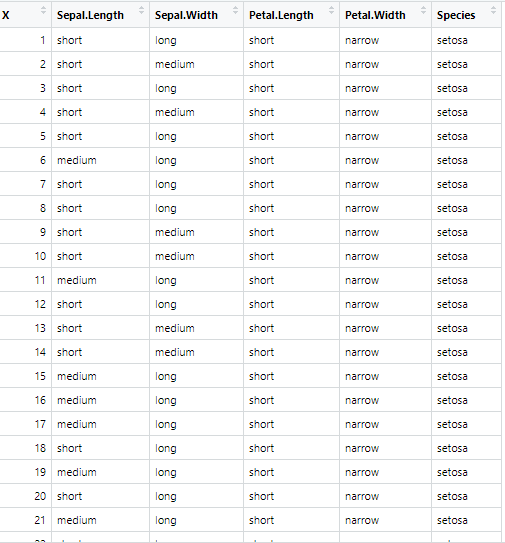 X Sepal.Length Sepal.Width Petal.Length Petal.Width Species
1 short long short narrow setosa
2 short medium short narrow setosa
3 short long short narrow setosa
4 short medium short narrow setosa
5 short long short narrow setosa
6 medium long short narrow setosa
7 short long short narrow setosa
8 short long short narrow setosa
9 short medium short narrow setosa
10 short medium short narrow setosa
11 medium long short narrow setosa
12 short long short narrow setosa
13 short medium short narrow setosa
14 short medium short narrow setosa
15 medium long short narrow setosa
16 medium long short narrow setosa
17 medium long short narrow setosa
18 short long short narrow setosa
19 medium long short narrow setosa
20 short long short narrow setosa
21 medium long short narrow setosa